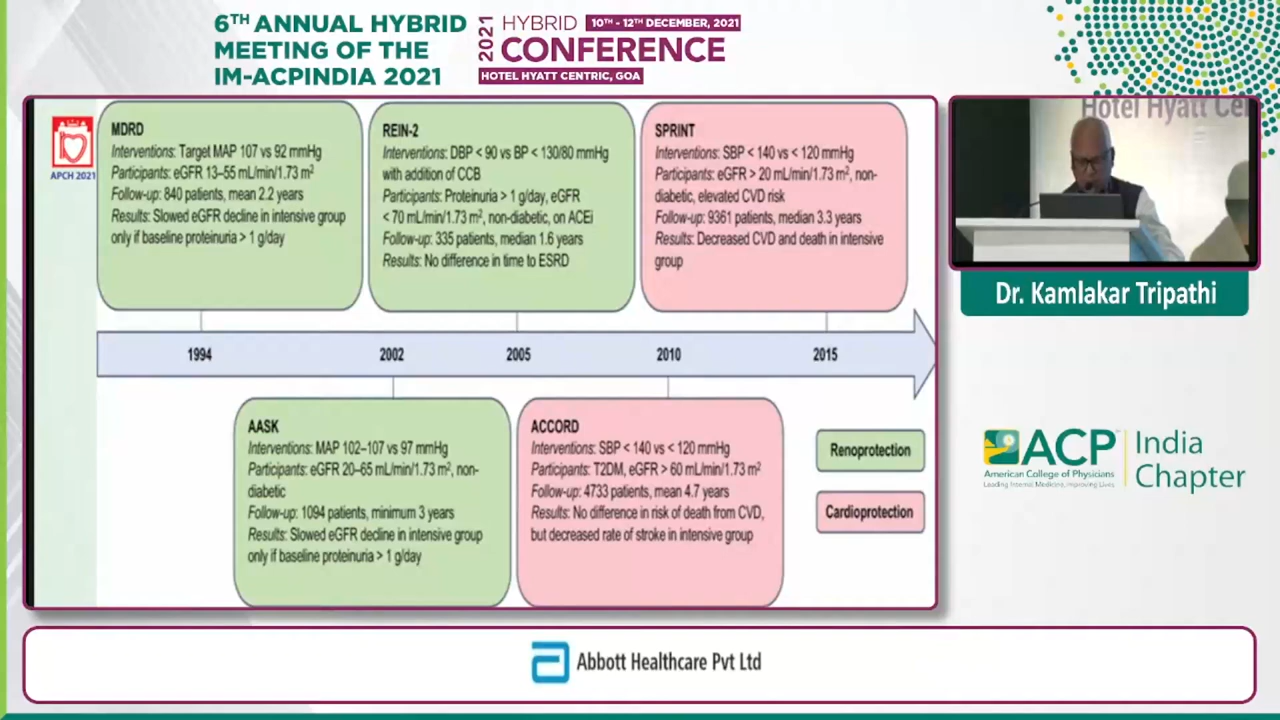 6TH ANNUAL HYBRID
MEETING OF THE
IM-ACPINDIA 2021
2021
HYBRID
10TH - 12TH DECEMBER, 2021
CONFERENCE
HOTEL HYATT CENTRIC, GOA
APCH 2021
MDRD
Interventions: Target MAP 107 vs 92 mmHg
Participants: eGFR 13–55 mL/min/1.73 m²
Follow-up: 840 patients, mean 2.2 years
Results: Slowed eGFR decline in intensive group
only if baseline proteinuria > 1 g/day
REIN-2
Interventions: DBP < 90 vs BP < 130/80 mmHg
with addition of CCB
Participants: Proteinuria > 1 g/day, eGFR
< 70 mL/min/1.73 m², non-diabetic, on ACEi
Follow-up: 335 patients, median 1.6 years
Results: No difference in time to ESRD
SPRINT
Interventions: SBP < 140 vs < 120 mmHg
Participants: eGFR > 20 mL/min/1.73 m², non-
diabetic, elevated CVD risk
Follow-up: 9361 patients, median 3.3 years
Results: Decreased CVD and death in intensive
group
1994
2002
2005
2010
2015
AASK
Interventions: MAP 102–107 vs 97 mmHg
Participants: eGFR 20–65 mL/min/1.73 m², non-
diabetic
Follow-up: 1094 patients, minimum 3 years
Results: Slowed eGFR decline in intensive group
only if baseline proteinuria > 1 g/day
ACCORD
Interventions: SBP < 140 vs < 120 mmHg
Participants: T2DM, eGFR > 60 mL/min/1.73 m²
Follow-up: 4733 patients, mean 4.7 years
Results: No difference in risk of death from CVD,
but decreased rate of stroke in intensive group
Renoprotection
Cardioprotection
Hotel Hyatt Cen
Dr. Kamlakar Tripathi
ACP
American College of Physicians
Leading Internal Medicine, Improving Lives
India
Chapter
Abbott Healthcare Pvt Ltd